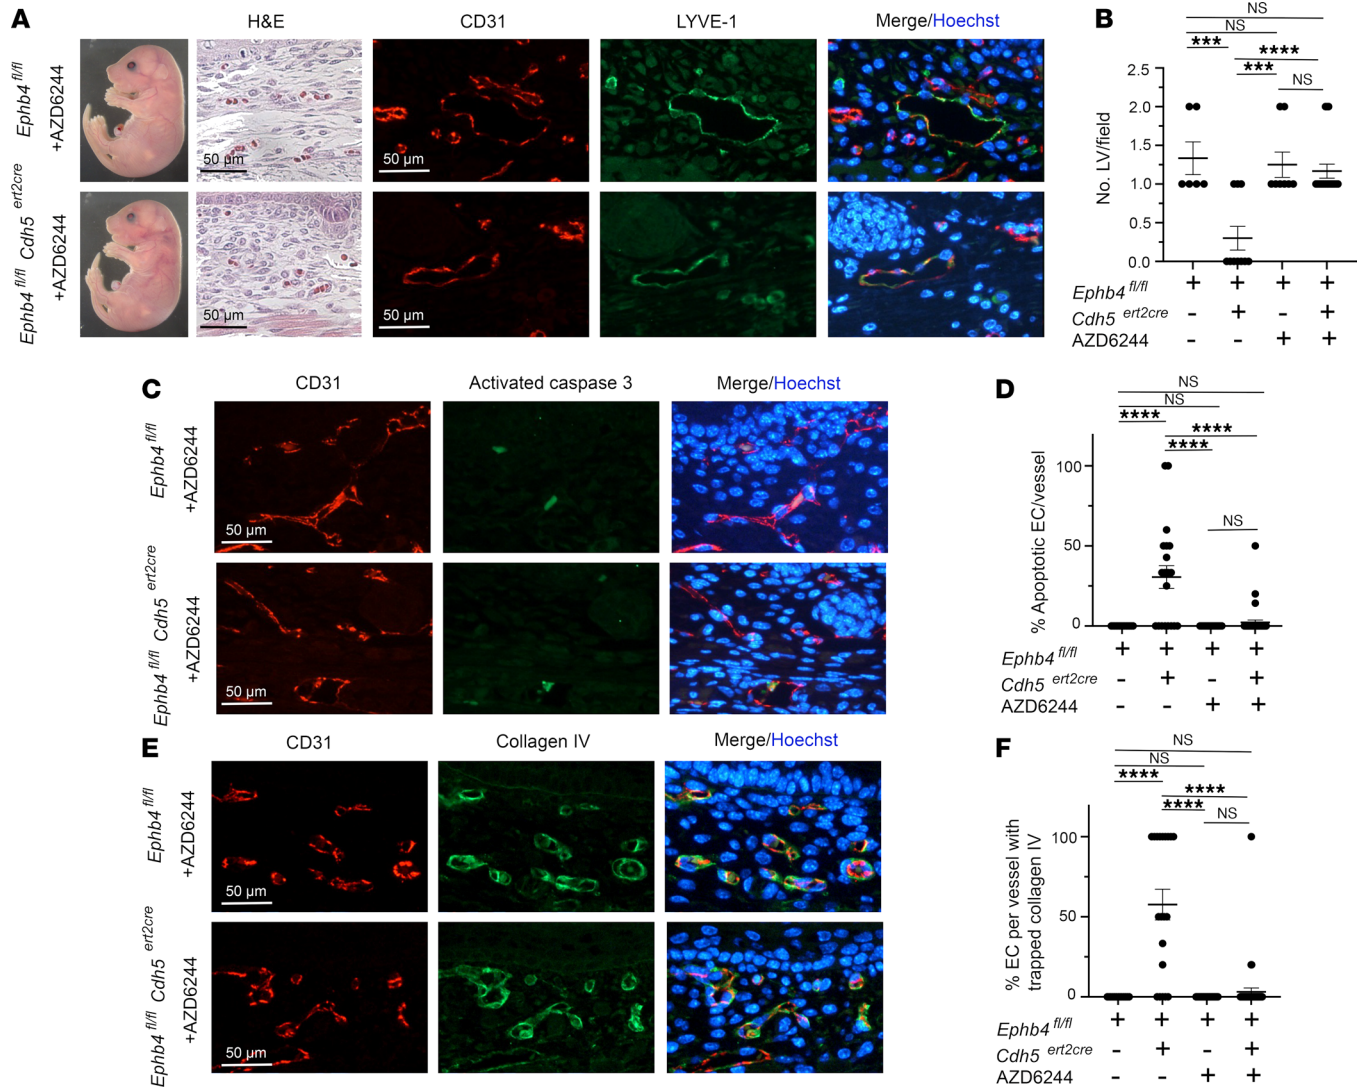 A
H&E
CD31
LYVE-1
Merge/Hoechst
Ephb4 fl/fl
+AZD6244
50 µm
50 µm
Ephb4 fl/fl Cdh5 ert2cre
+AZD6244
50 µm
50 µm
B
NS
NS
***
****
***
NS
No. LV/field
2.5
2.0
1.5
1.0
0.5
0.0
Ephb4 fl/fl + + + +
Cdh5 ert2cre - + - +
AZD6244 - - + +
C
CD31
Activated caspase 3
Merge/Hoechst
Ephb4 fl/fl
+AZD6244
50 µm
Ephb4 fl/fl Cdh5 ert2cre
+AZD6244
50 µm
D
NS
NS
****
****
****
NS
% Apoptotic EC/vessel
100
50
0
Ephb4 fl/fl + + + +
Cdh5 ert2cre - + - +
AZD6244 - - + +
E
CD31
Collagen IV
Merge/Hoechst
Ephb4 fl/fl
+AZD6244
50 µm
Ephb4 fl/fl Cdh5 ert2cre
+AZD6244
50 µm
F
NS
NS
****
****
****
NS
% EC per vessel with
trapped collagen IV
100
50
0
Ephb4 fl/fl + + + +
Cdh5 ert2cre - + - +
AZD6244 - - + +